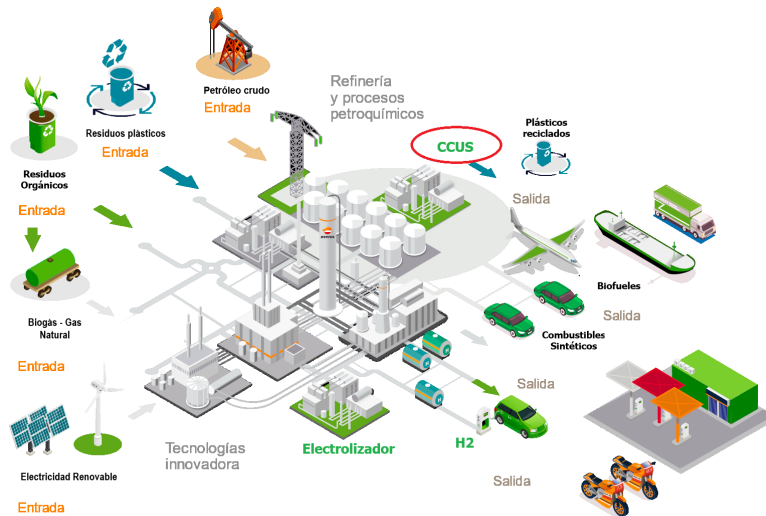 Petróleo crudo
Entrada
Refinería
y procesos
petroquímicos
Residuos plásticos
Entrada
CCUS
Plásticos
reciclados
Residuos
Orgánicos
Entrada
Salida
Biofueles
Salida
Biogás - Gas
Natural
Entrada
Combustibles
Sintéticos
Salida
Tecnologías
innovadora
Electrolizador
H2
Electricidad Renovable
Salida
Entrada